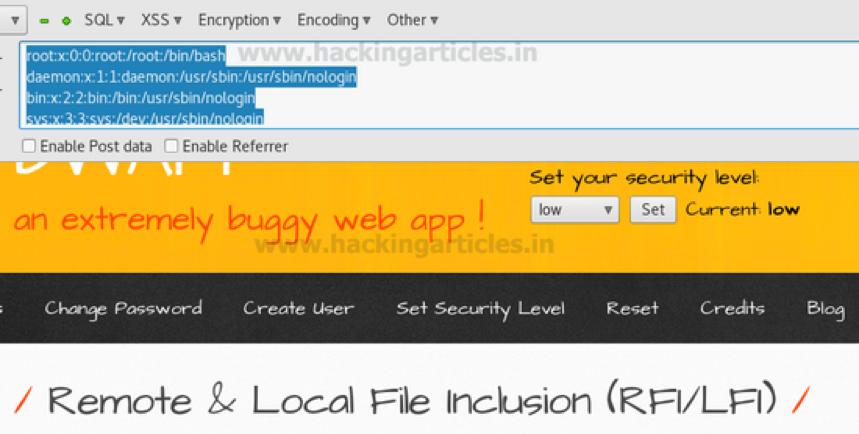 SQL XSS Encryption Encoding Other
root:x:0:0:root:/root:/bin/bash
www.hackingarticles.in
daemon:x:1:1:daemon:/usr/sbin:/usr/sbin/nologin
bin:x:2:2:bin:/bin:/usr/sbin/nologin
sys:x:3:3:sys:/dev:/usr/sbin/nologin
Enable Post data Enable Referrer
Set your security level:
low Set Current: low
an extremely buggy web app !
www.hackingarticles.in
Change Password Create User Set Security Level Reset Credits Blog
/ Remote & Local File Inclusion (RFI/LFI) /